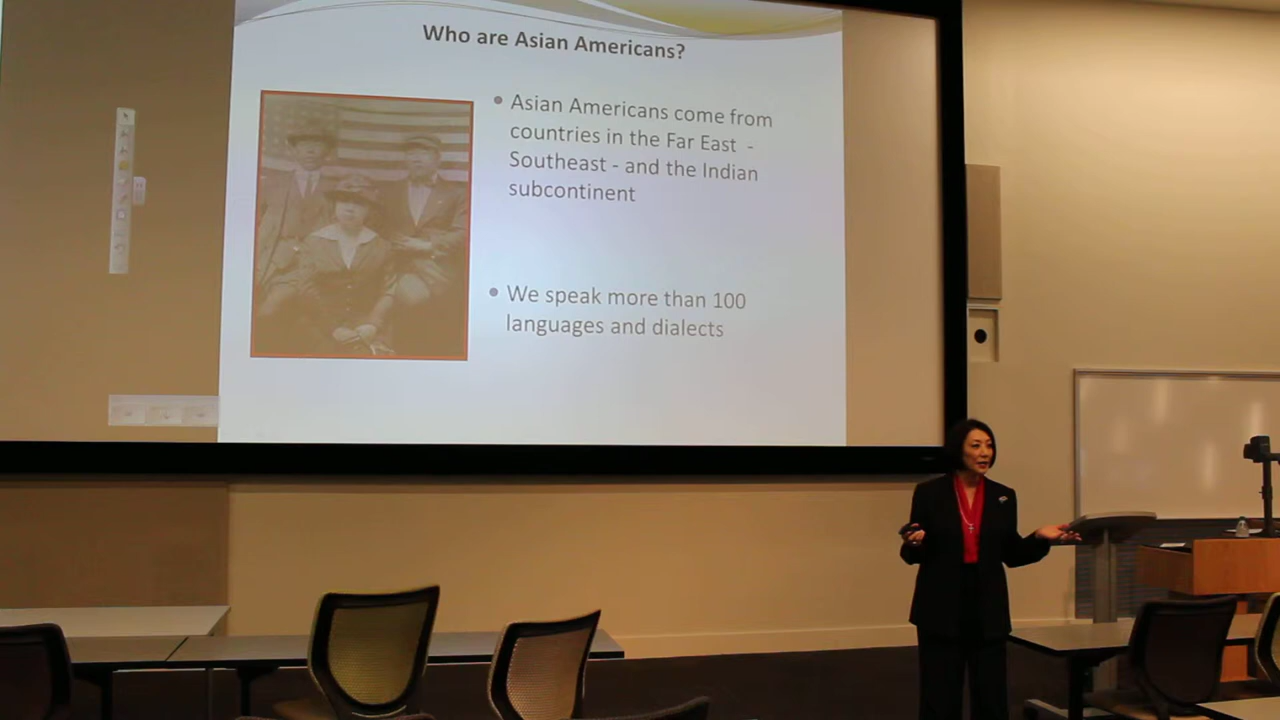 Who are Asian Americans?
• Asian Americans come from
countries in the Far East -
Southeast - and the Indian
subcontinent
• We speak more than 100
languages and dialects